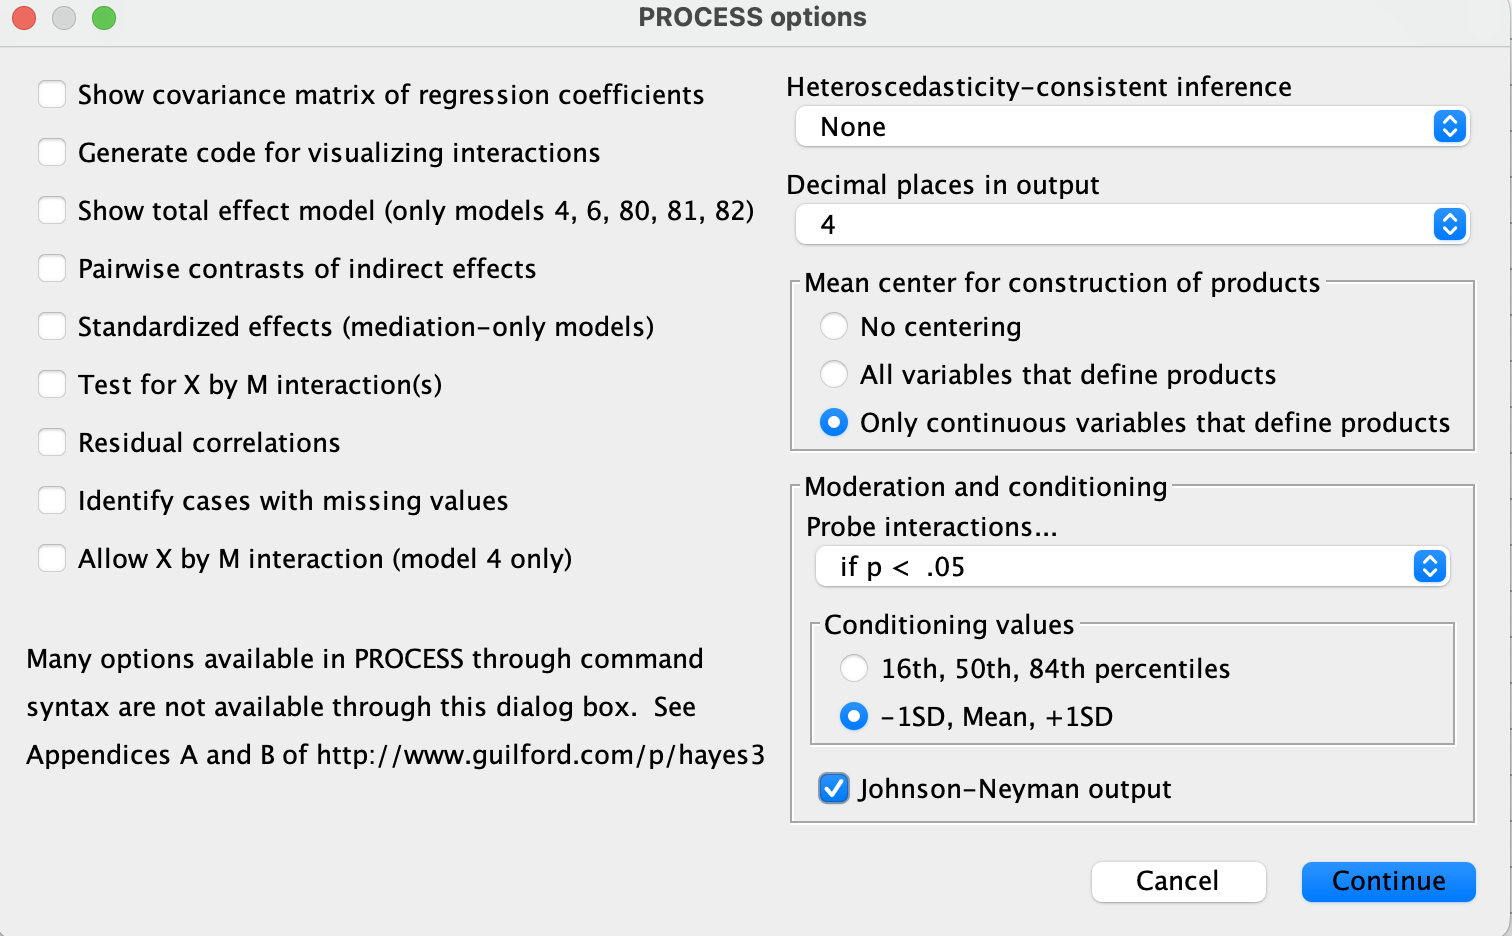 PROCESS options
Show covariance matrix of regression coefficients
Generate code for visualizing interactions
Show total effect model (only models 4, 6, 80, 81, 82)
Pairwise contrasts of indirect effects
Standardized effects (mediation-only models)
Test for X by M interaction(s)
Residual correlations
Identify cases with missing values
Allow X by M interaction (model 4 only)
Many options available in PROCESS through command
syntax are not available through this dialog box.  See
Appendices A and B of http://www.guilford.com/p/hayes3
Heteroscedasticity-consistent inference
None
Decimal places in output
4
Mean center for construction of products
No centering
All variables that define products
Only continuous variables that define products
Moderation and conditioning
Probe interactions...
if p <  .05
Conditioning values
16th, 50th, 84th percentiles
-1SD, Mean, +1SD
Johnson-Neyman output
Cancel
Continue